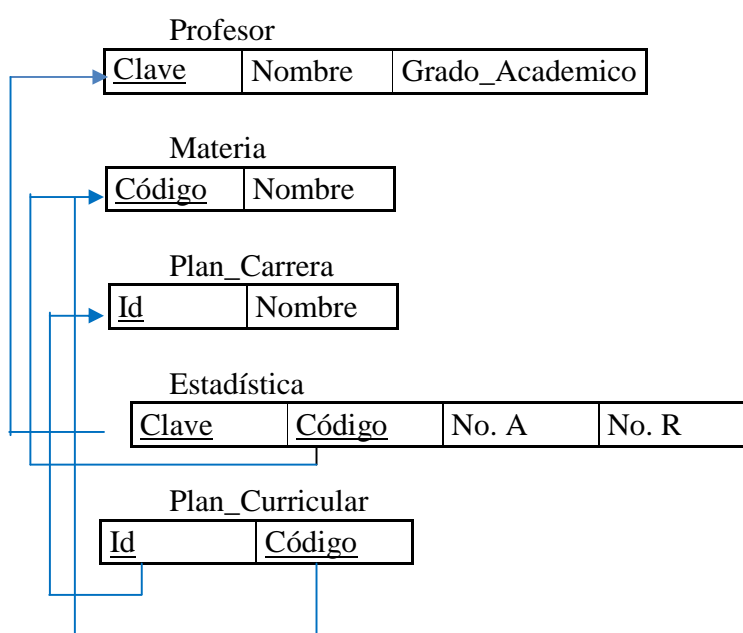 Profesor
Clave Nombre Grado_Academico
Materia
Código Nombre
Plan_Carrera
Id Nombre
Estadística
Clave Código No. A No. R
Plan_Curricular
Id Código